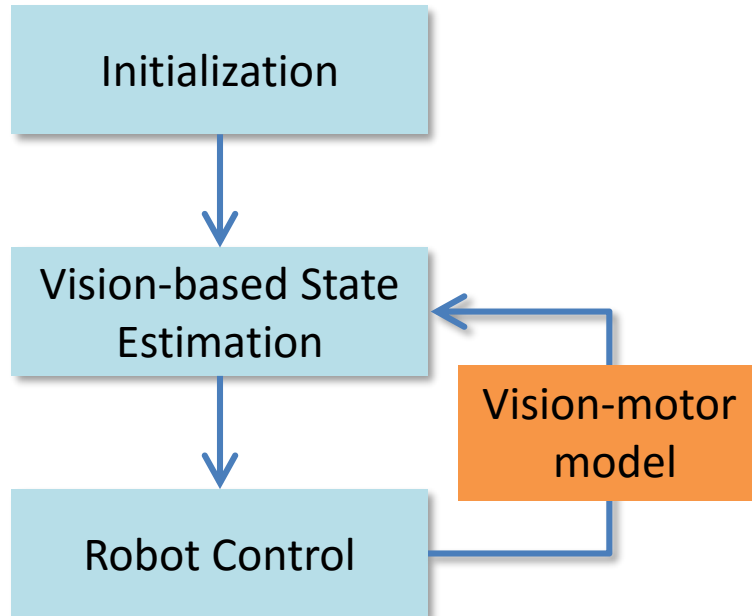 Initialization
Vision-based State
Estimation
Vision-motor
model
Robot Control